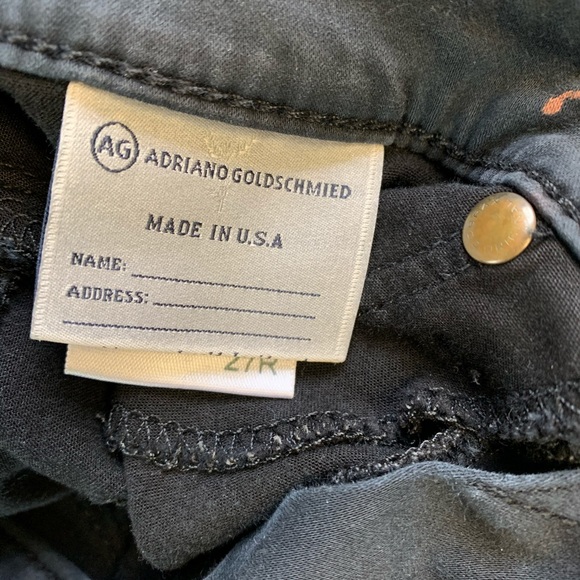 AG ADRIANO GOLDSCHMIED
MADE IN U.S.A
NAME:
ADDRESS:
27R